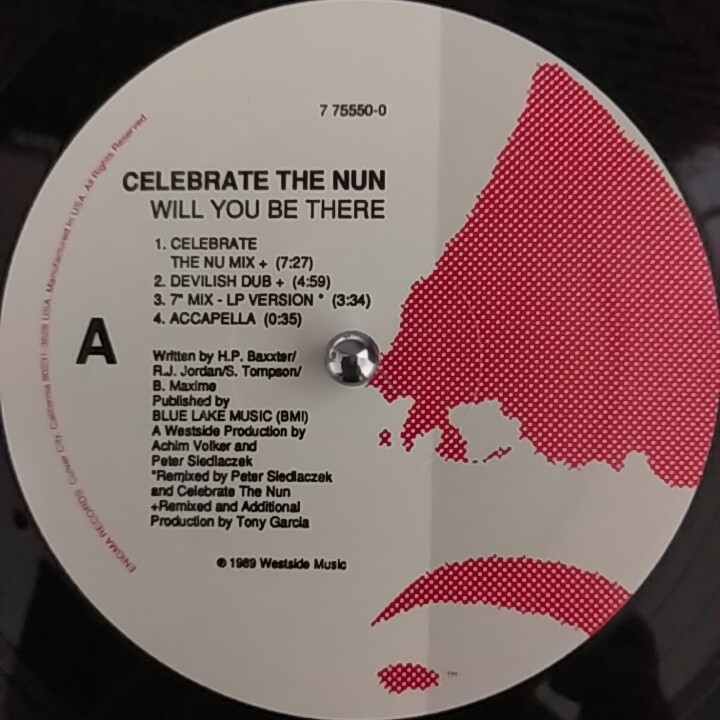 7 75550-0
CELEBRATE THE NUN
WILL YOU BE THERE
1. CELEBRATE
THE NU MIX + (7:27)
2. DEVILISH DUB + (4:59)
3. 7" MIX - LP VERSION * (3:34)
4. ACCAPELLA (0:35)
A
Written by H.P. Baxxter/
R.J. Jordan/S. Tompson/
B. Maxime
Published by
BLUE LAKE MUSIC (BMI)
A Westside Production by
Achim Volker and
Peter Siedlaczek
*Remixed by Peter Siedlaczek
and Celebrate The Nun
+Remixed and Additional
Production by Tony Garcia
℗ 1989 Westside Music
ENIGMA RECORDS Culver City, California 90231-3628 USA. Manufactured in USA. All Rights Reserved.
™